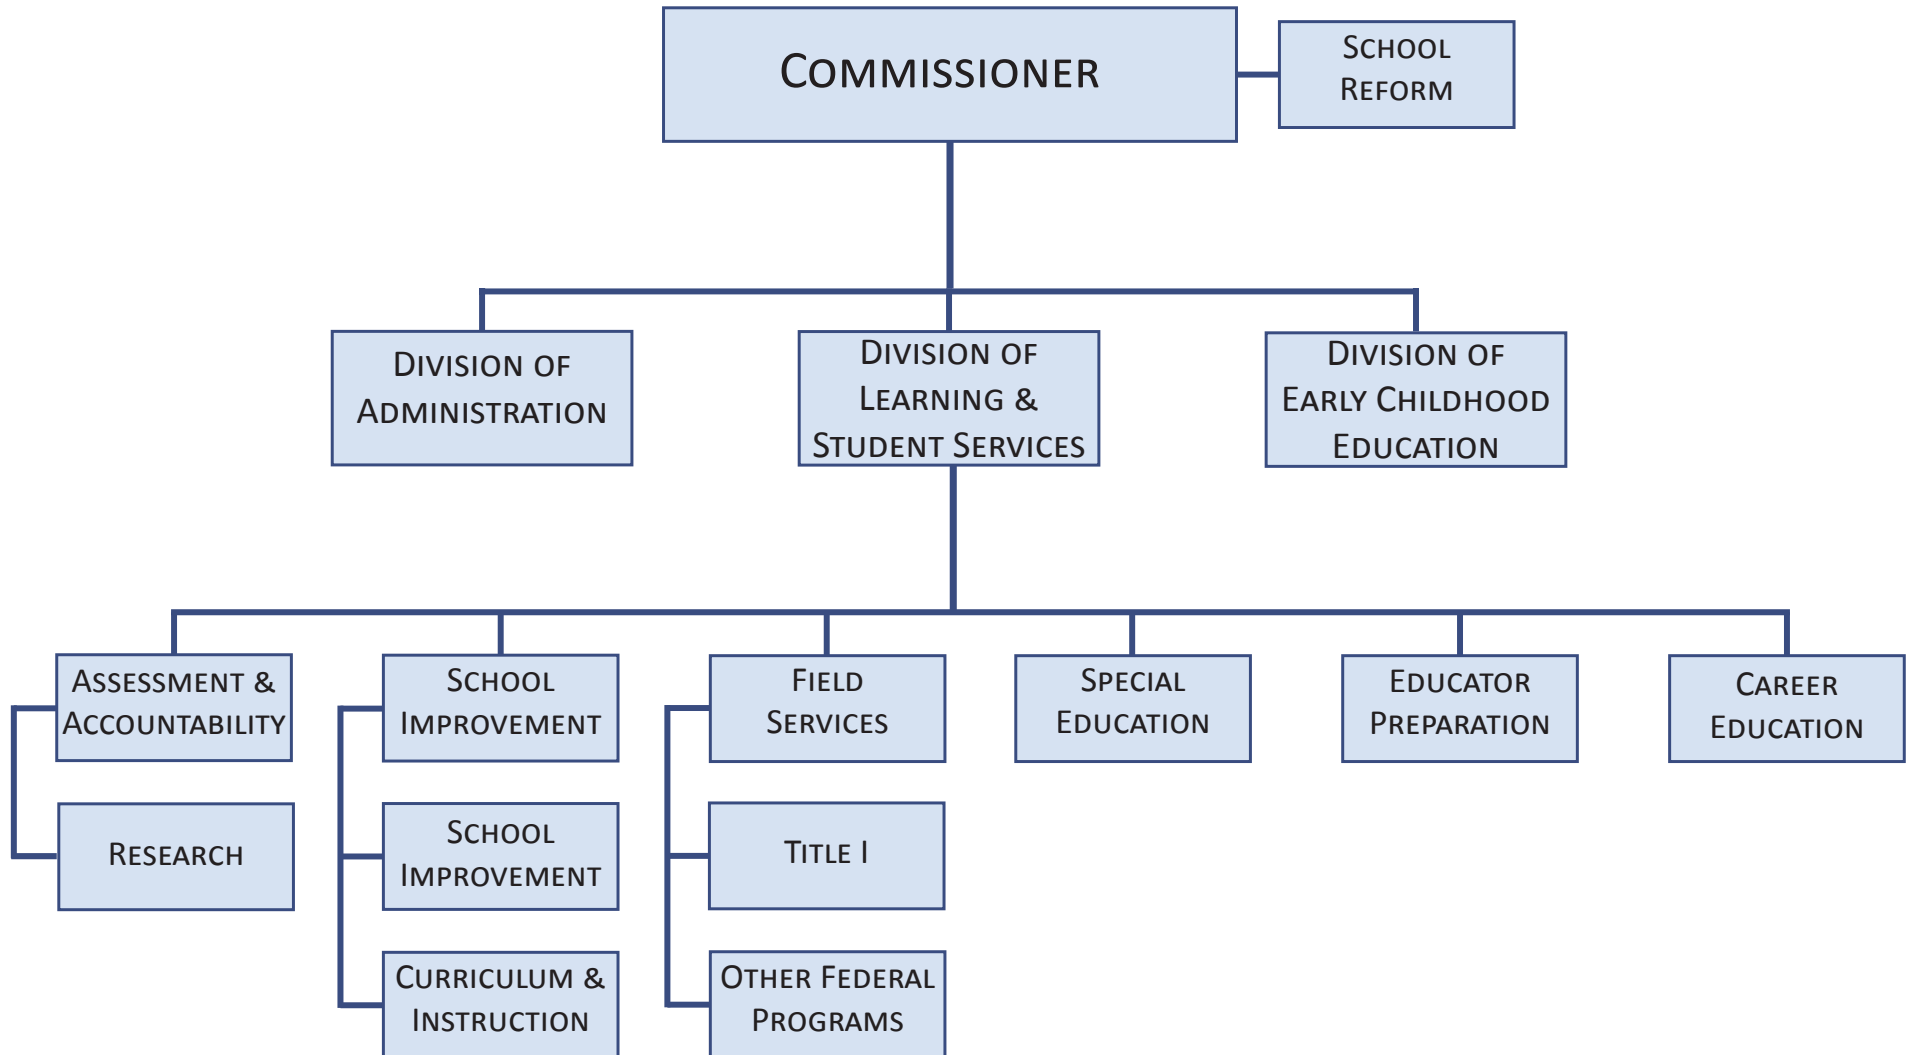 Commissioner
School
Reform
Division of
Administration
Division of
Learning &
Student Services
Division of
Early Childhood
Education
Assessment &
Accountability
School
Improvement
Field
Services
Special
Education
Educator
Preparation
Career
Education
Research
School
Improvement
Title I
Curriculum &
Instruction
Other Federal
Programs